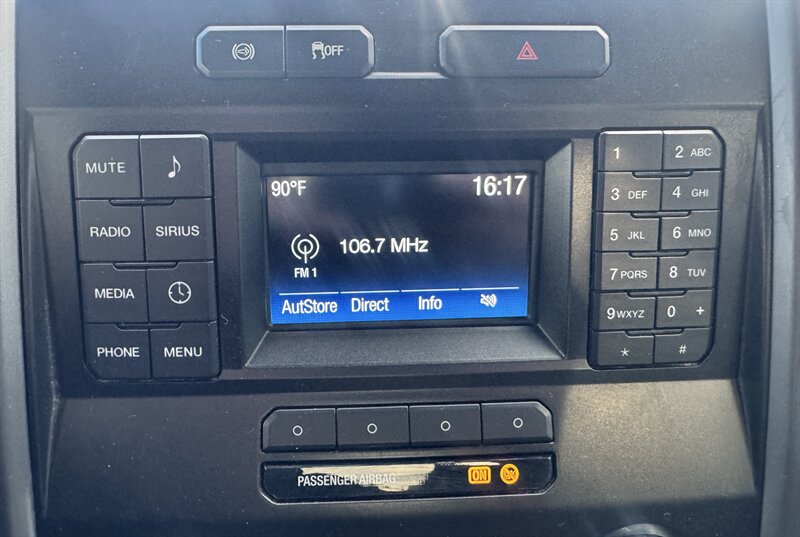 OFF
MUTE
RADIO SIRIUS
MEDIA
PHONE MENU
90°F 16:17
106.7 MHz
FM 1
AutStore Direct Info
1 2 ABC
3 DEF 4 GHI
5 JKL 6 MNO
7 PQRS 8 TUV
9 WXYZ 0 +
* #
PASSENGER AIRBAG ON